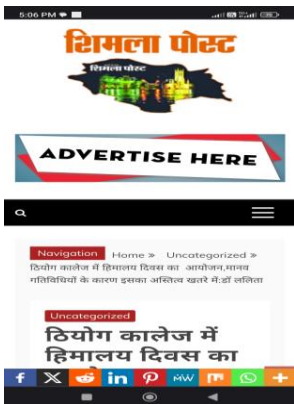 5:06 PM
शिमला पोस्ट
शिमला पोस्ट
ADVERTISE HERE
Navigation Home » Uncategorized »
ठियोग कालेज में हिमालय दिवस का आयोजन,मानव
गतिविधियों के कारण इसका अस्तित्व खतरे में:डॉ ललिता
Uncategorized
ठियोग कालेज में
हिमालय दिवस का
MW